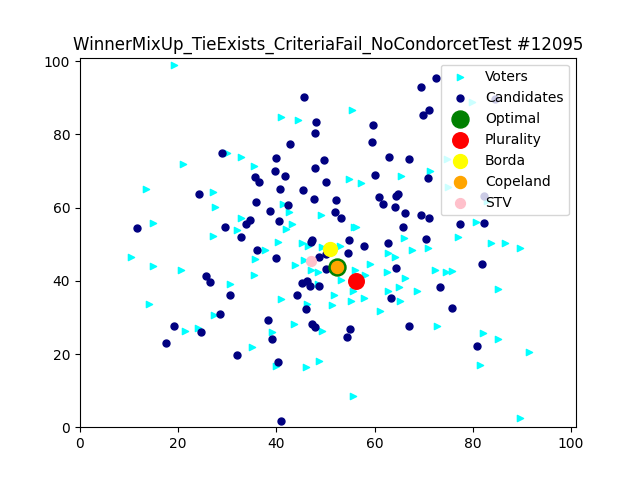 WinnerMixUp_TieExists_CriteriaFail_NoCondorcetTest #12095
Voters
Candidates
Optimal
Plurality
Borda
Copeland
STV
100
80
60
40
20
0
0 20 40 60 80 100